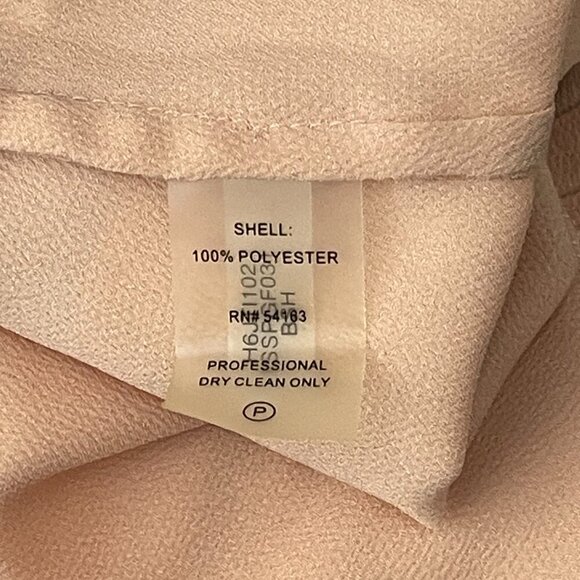 SHELL:
100% POLYESTER
RN# 54163
PROFESSIONAL
DRY CLEAN ONLY
P